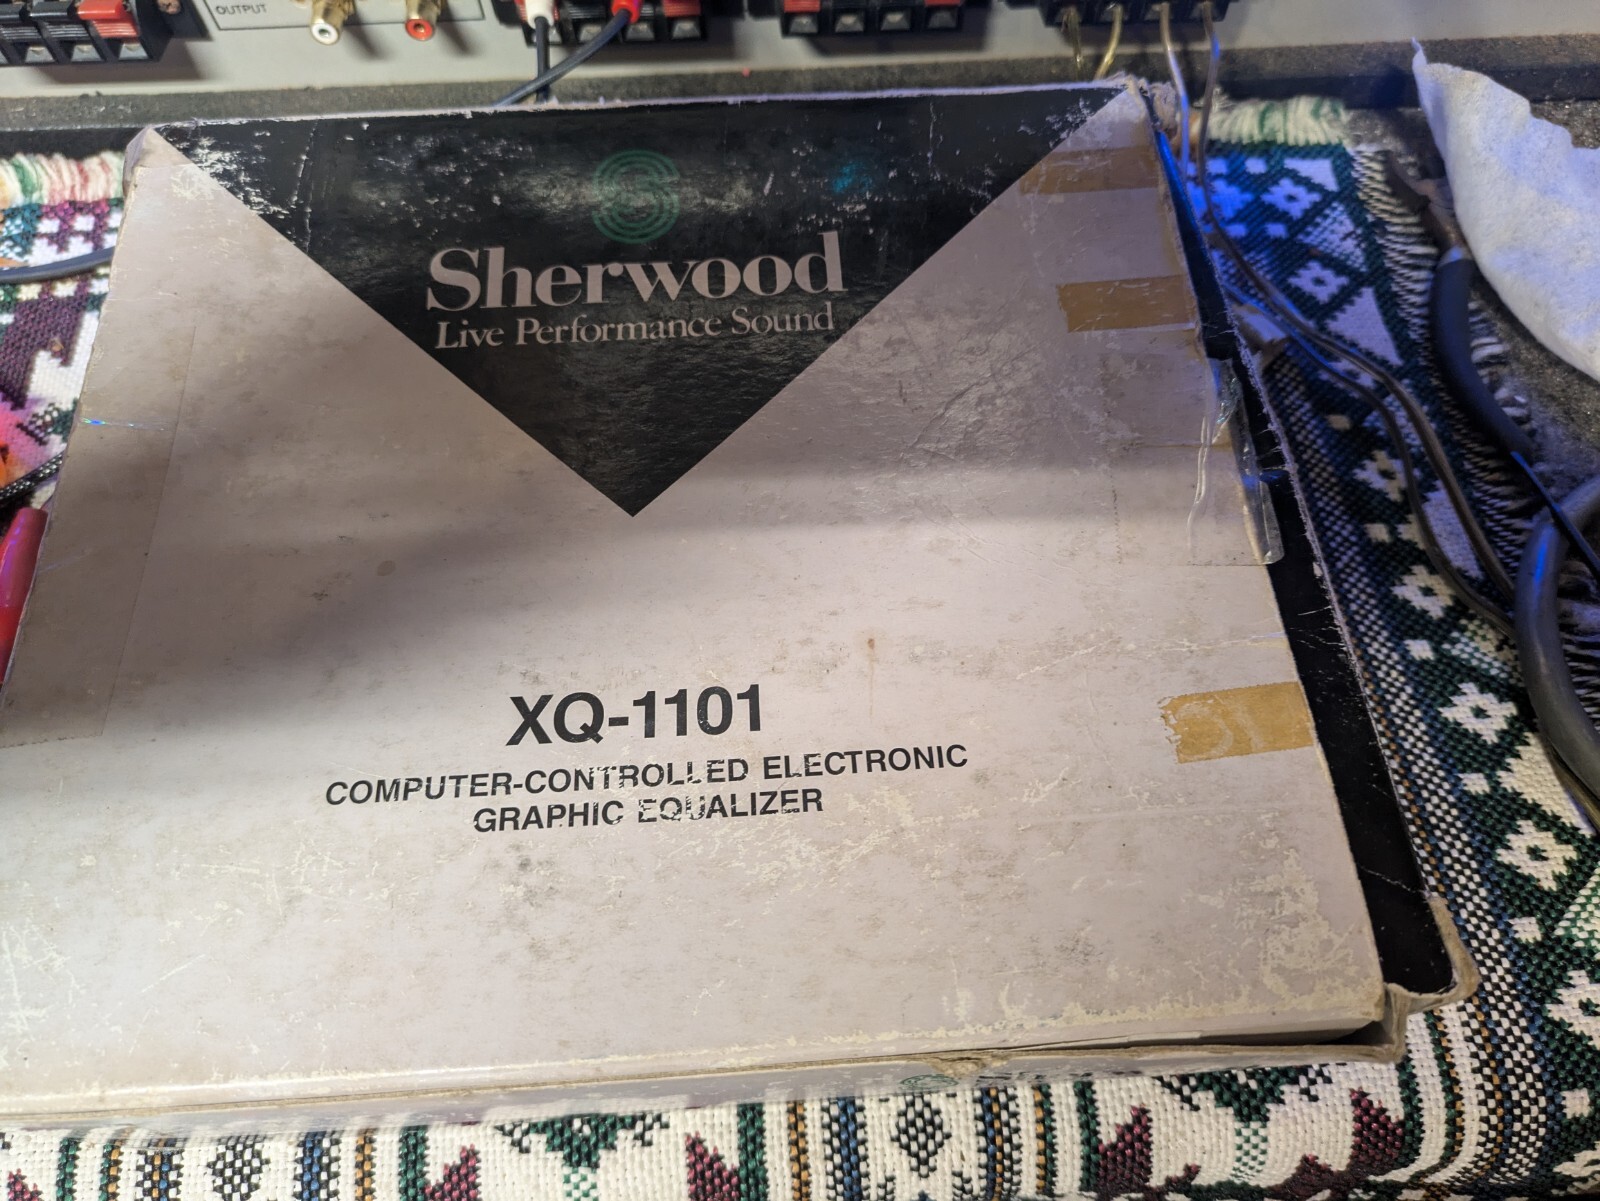 OUTPUT
Sherwood
Live Performance Sound
XQ-1101
COMPUTER-CONTROLLED ELECTRONIC
GRAPHIC EQUALIZER